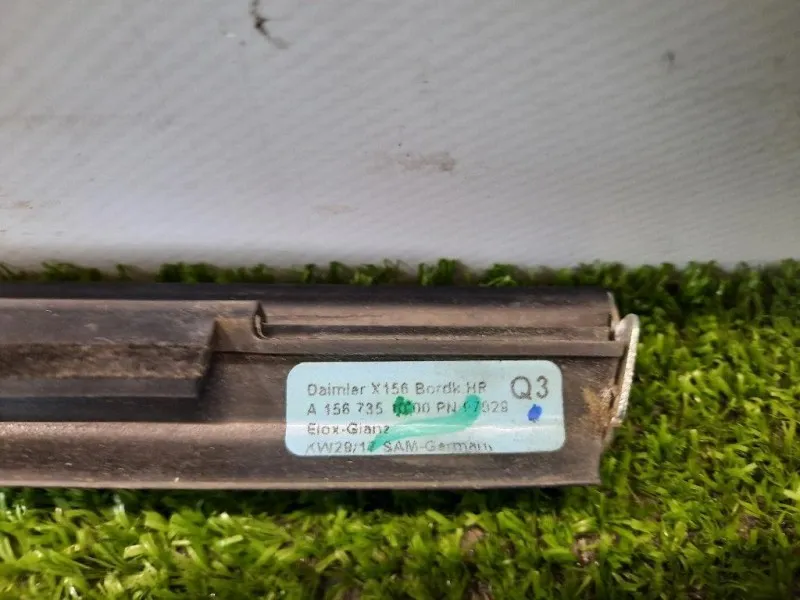 Daimler X156 Bordk HR Q3
A 156 735 PN
Elox-Glanz
SAM-Germany